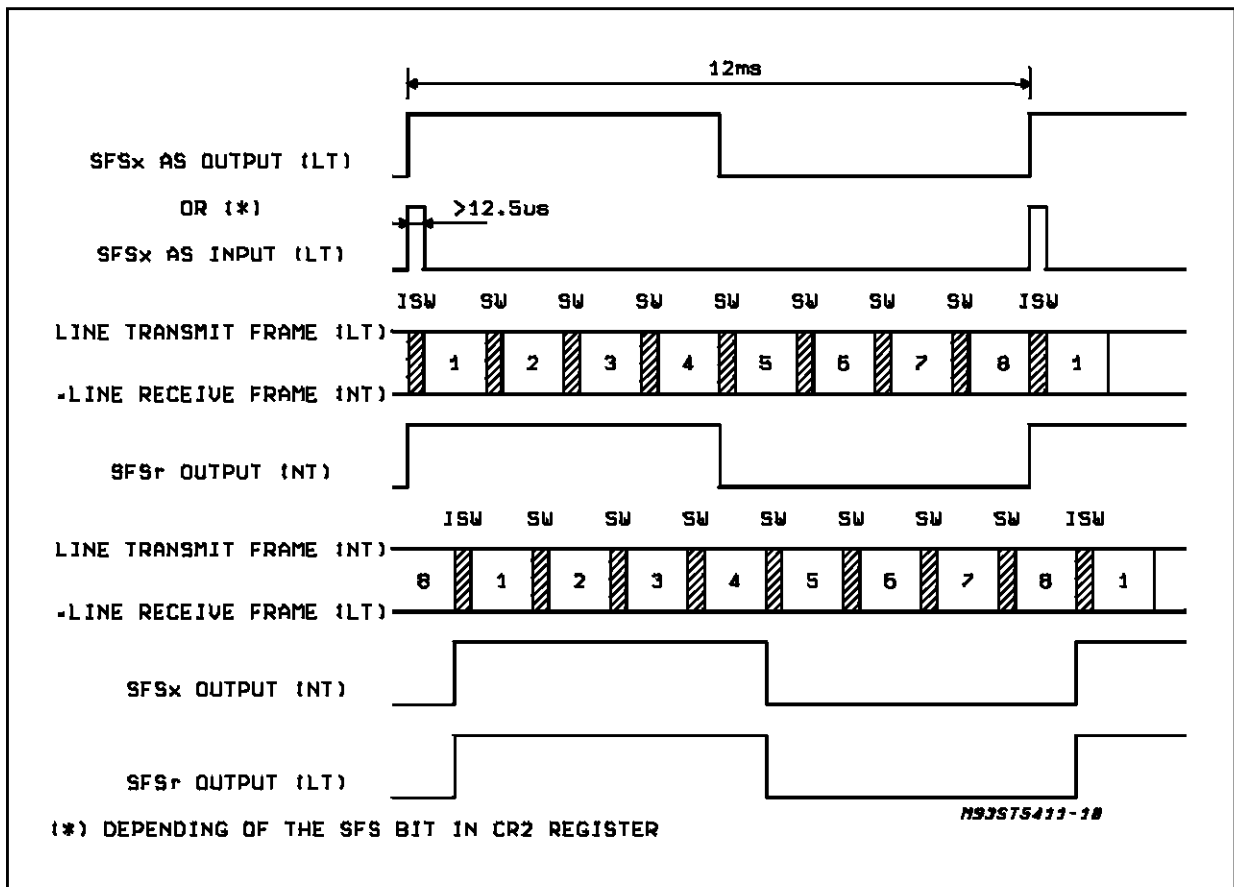 12ms
SFSx AS OUTPUT (LT)
OR (*) >12.5us
SFSx AS INPUT (LT)
ISW SW SW SW SW SW SW SW ISW
LINE TRANSMIT FRAME (LT)
1 2 3 4 5 6 7 8 1
=LINE RECEIVE FRAME (NT)
SFSr OUTPUT (NT)
ISW SW SW SW SW SW SW SW ISW
LINE TRANSMIT FRAME (NT)
8 1 2 3 4 5 6 7 8 1
=LINE RECEIVE FRAME (LT)
SFSx OUTPUT (NT)
SFSr OUTPUT (LT)
M93ST5411-10
(*) DEPENDING OF THE SFS BIT IN CR2 REGISTER